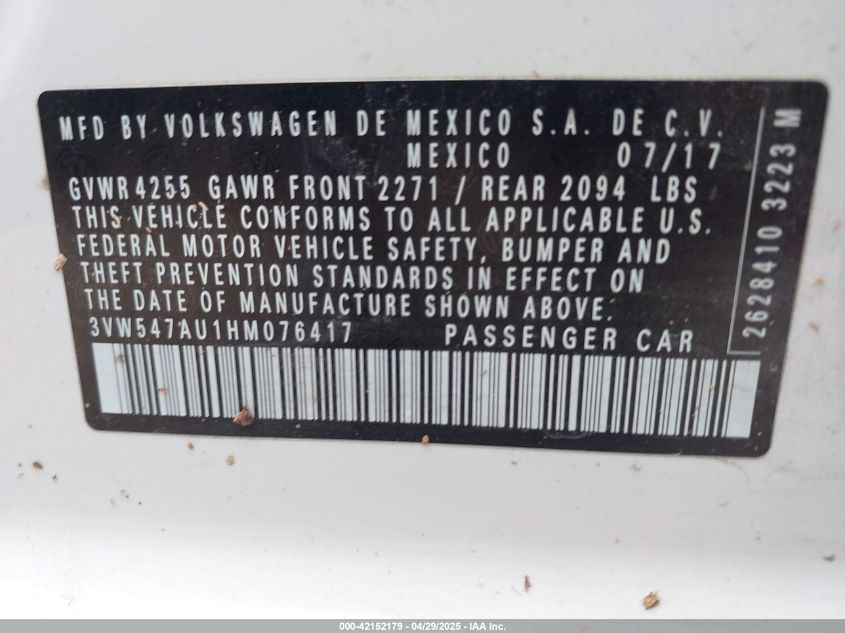 MFD BY VOLKSWAGEN DE MEXICO S.A. DE C.V.
MEXICO 07/17
GVWR 4255 GAWR FRONT 2271 / REAR 2094 LBS
THIS VEHICLE CONFORMS TO ALL APPLICABLE U.S.
FEDERAL MOTOR VEHICLE SAFETY, BUMPER AND
THEFT PREVENTION STANDARDS IN EFFECT ON
THE DATE OF MANUFACTURE SHOWN ABOVE.
3VW547AU1HM076417 PASSENGER CAR
2628410 3223 M
000-42152179 - 04/29/2025 - IAA Inc.